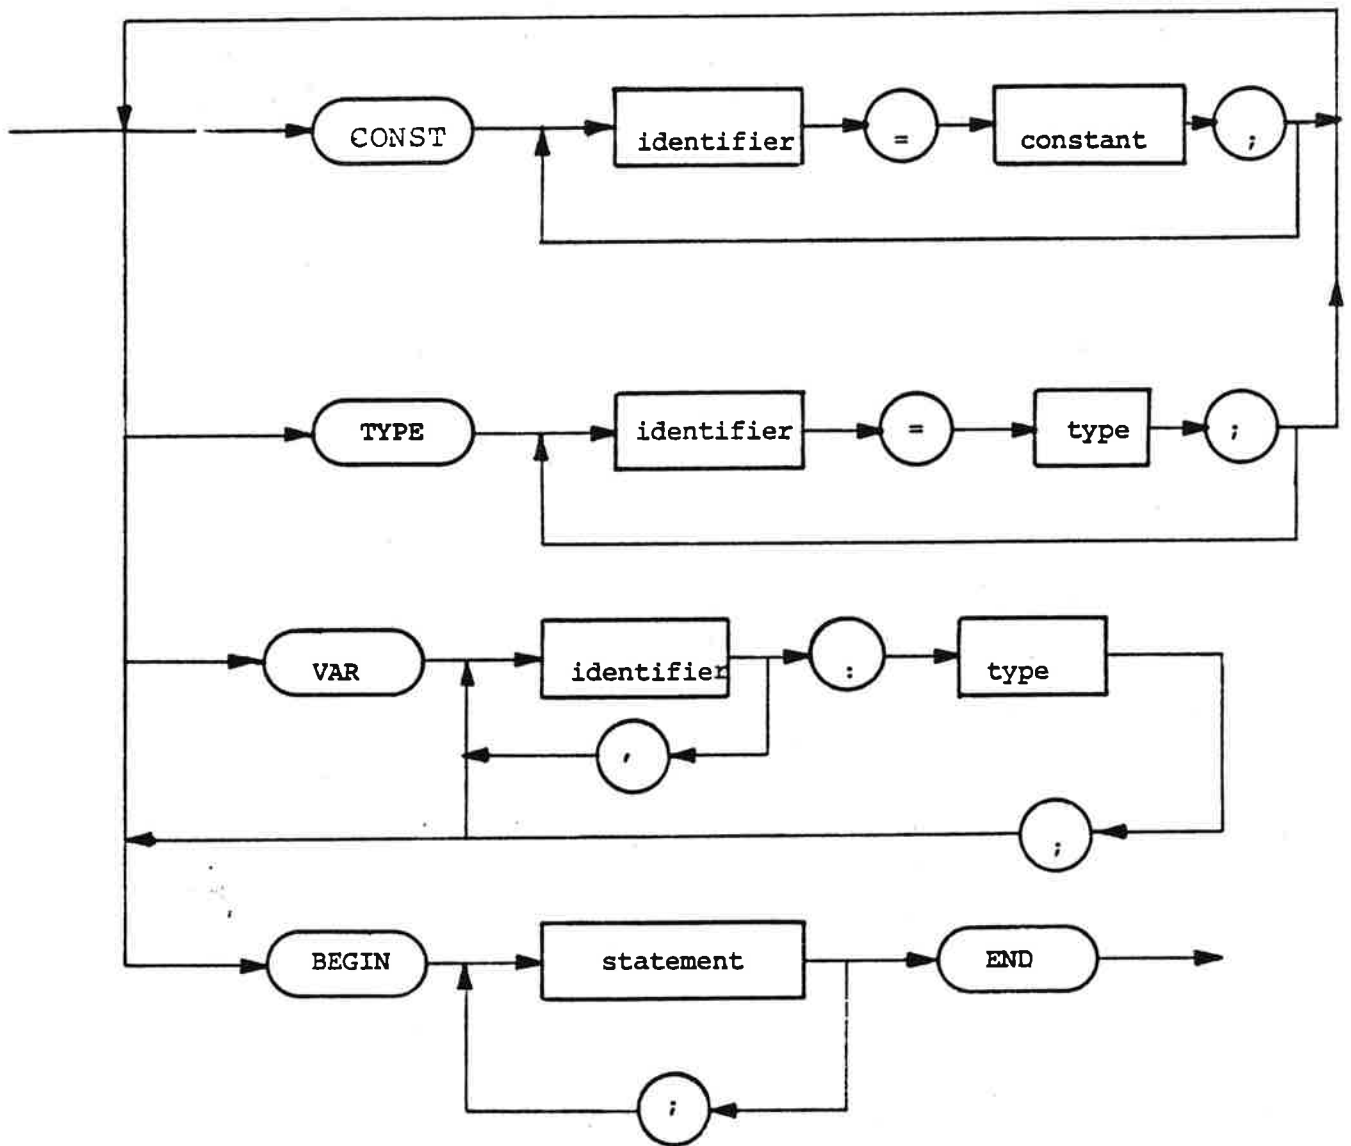 CONST identifier = constant ;
TYPE identifier = type ;
VAR identifier : type
,
;
BEGIN statement END
;